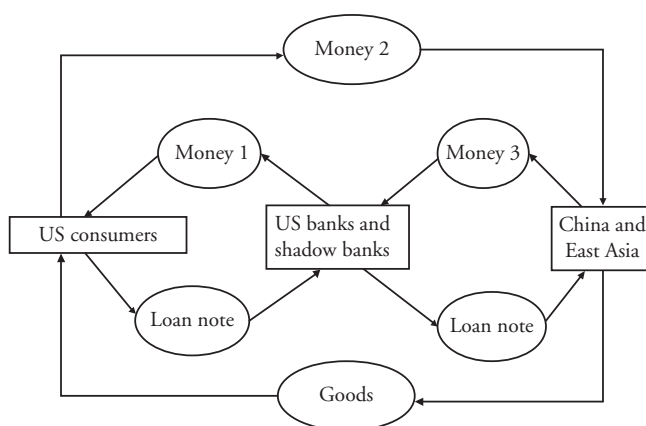 Money 2
Money 1
Money 3
US consumers
US banks and
shadow banks
China and
East Asia
Loan note
Loan note
Goods